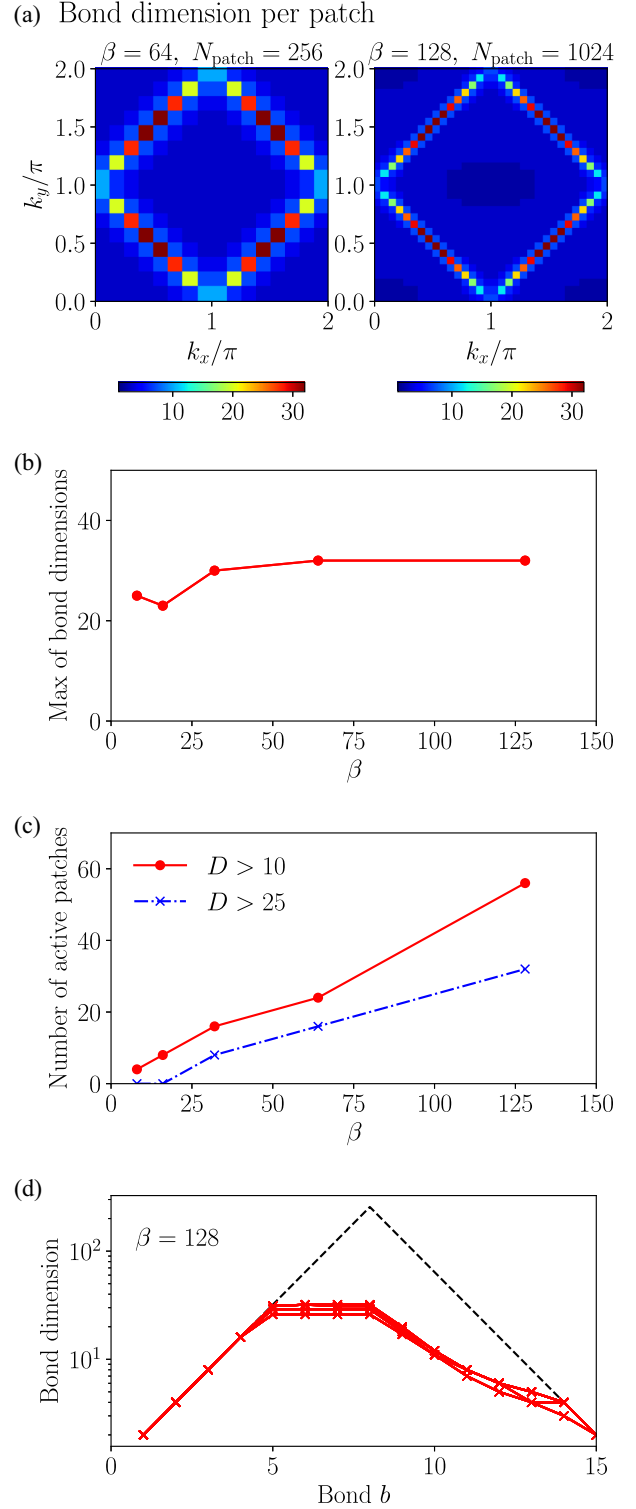 (a) Bond dimension per patch
β = 64, N_patch = 256
β = 128, N_patch = 1024
2.0
1.5
1.0
0.5
0.0
k_y/π
0
1
2
k_x/π
2.0
1.5
1.0
0.5
0.0
0
1
2
k_x/π
10
20
30
10
20
30
(b)
Max of bond dimensions
40
20
0
0
25
50
75
100
125
150
β
(c)
Number of active patches
60
40
20
0
D > 10
D > 25
0
25
50
75
100
125
150
β
(d)
Bond dimension
10²
10¹
β = 128
0
5
10
15
Bond b